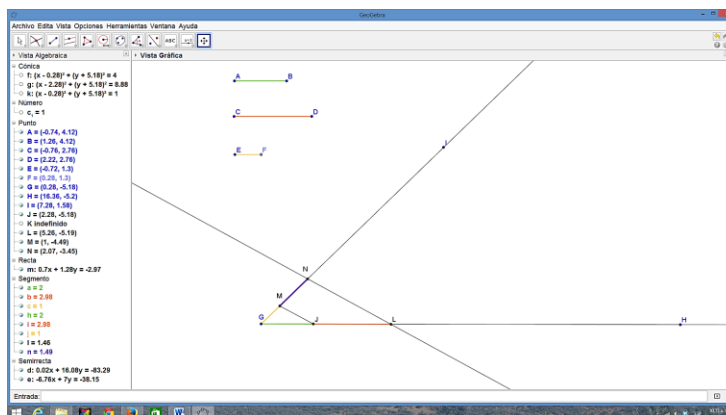 GeoGebra
Archivo Edita Vista Opciones Herramientas Ventana Ayuda
ABC
a=2
Vista Algebraica
Vista Gráfica
Cónica
f: (x - 0.28)² + (y + 5.18)² = 4
g: (x - 2.28)² + (y + 5.18)² = 8.88
k: (x - 0.28)² + (y + 5.18)² = 1
Número
c₁ = 1
Punto
A = (-0.74, 4.12)
B = (1.26, 4.12)
C = (-0.76, 2.76)
D = (2.22, 2.76)
E = (-0.72, 1.3)
F = (0.28, 1.3)
G = (0.28, -5.18)
H = (16.36, -5.2)
I = (7.28, 1.58)
J = (2.28, -5.18)
K indefinido
L = (5.26, -5.19)
M = (1, -4.49)
N = (2.07, -3.45)
Recta
m: 0.7x + 1.28y = -2.97
Segmento
a = 2
b = 2.98
c = 1
h = 2
i = 2.98
j = 1
l = 1.46
n = 1.49
Semirrecta
d: 0.02x + 16.08y = -83.29
e: -6.76x + 7y = -38.15
A B
C D
E F
I
N
M
G J L H
Entrada: